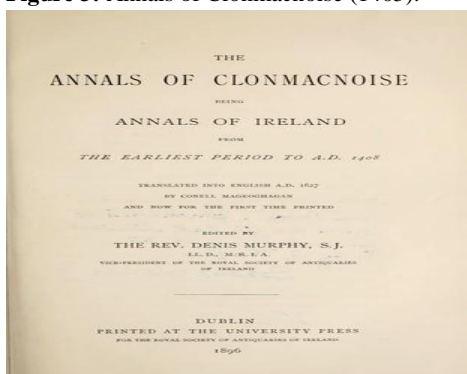 THE
ANNALS OF CLONMACNOISE
BEING
ANNALS OF IRELAND
FROM
THE EARLIEST PERIOD TO A.D. 1408
TRANSLATED INTO ENGLISH A.D. 1627
BY CONELL MAGEOGHAGAN
AND NOW FOR THE FIRST TIME PRINTED
EDITED BY
THE REV. DENIS MURPHY, S.J.
LL.D., M.R.I.A.
VICE-PRESIDENT OF THE ROYAL SOCIETY OF ANTIQUARIES
OF IRELAND
DUBLIN
PRINTED AT THE UNIVERSITY PRESS
FOR THE ROYAL SOCIETY OF ANTIQUARIES OF IRELAND
1896